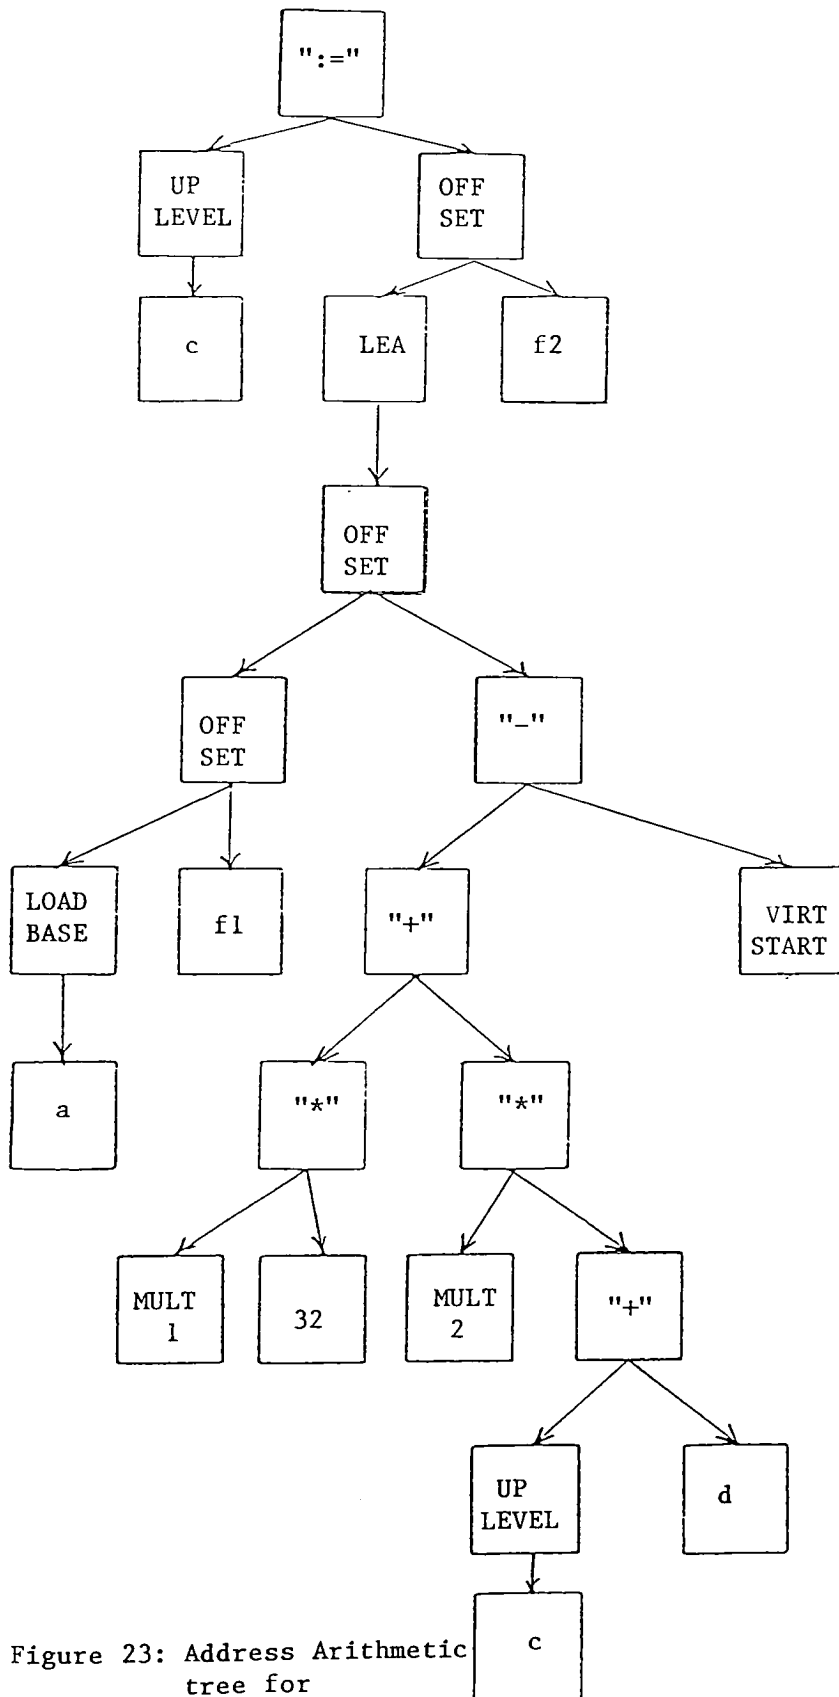 ":="
UP
LEVEL
OFF
SET
c
LEA
f2
OFF
SET
OFF
SET
"-"
LOAD
BASE
f1
"+"
VIRT
START
a
"*"
"*"
MULT
1
32
MULT
2
"+"
UP
LEVEL
d
c
Figure 23: Address Arithmetic
tree for